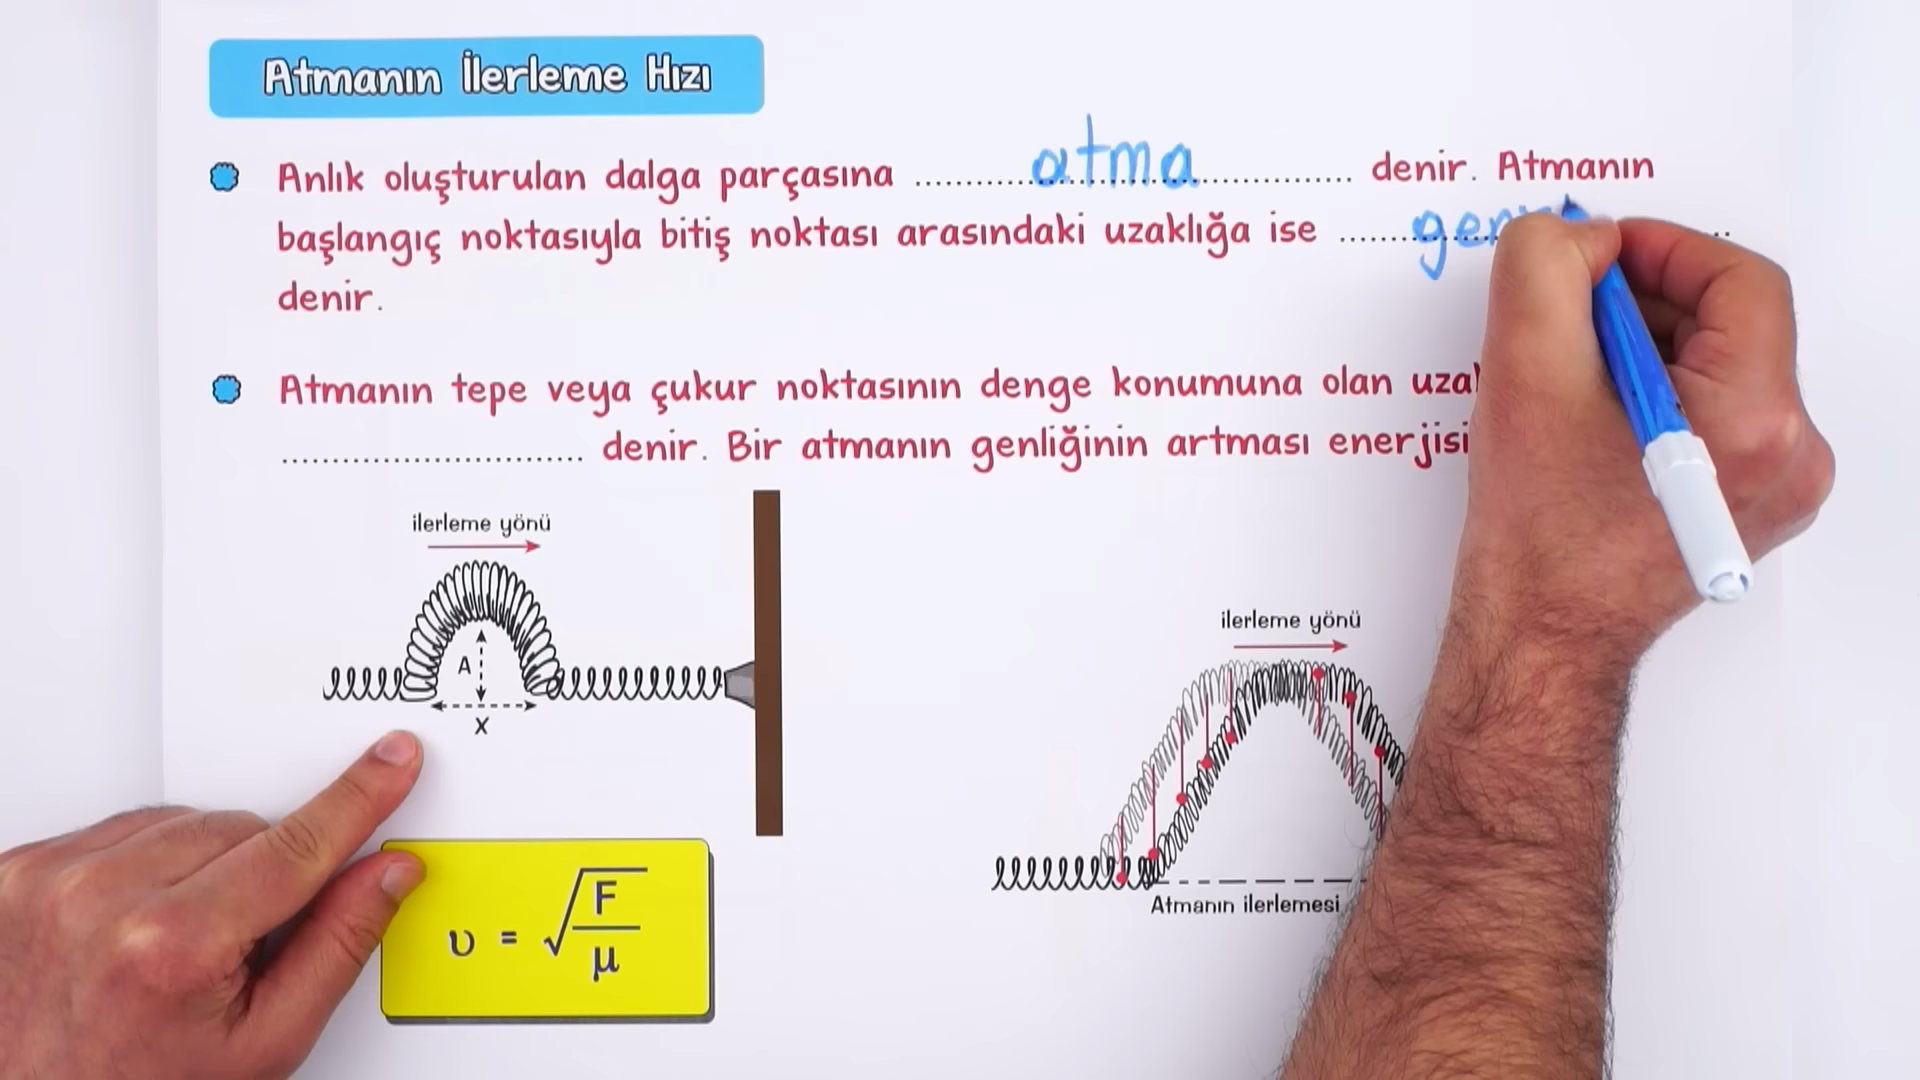 Atmanın İlerleme Hızı
Anlık oluşturulan dalga parçasına atma denir. Atmanın
başlangıç noktasıyla bitiş noktası arasındaki uzaklığa ise
denir.
Atmanın tepe veya çukur noktasının denge konumuna olan
denir. Bir atmanın genliğinin artması
ilerleme yönü
A
X
υ = √F/μ
ilerleme yönü
Atmanın ilerlemesi